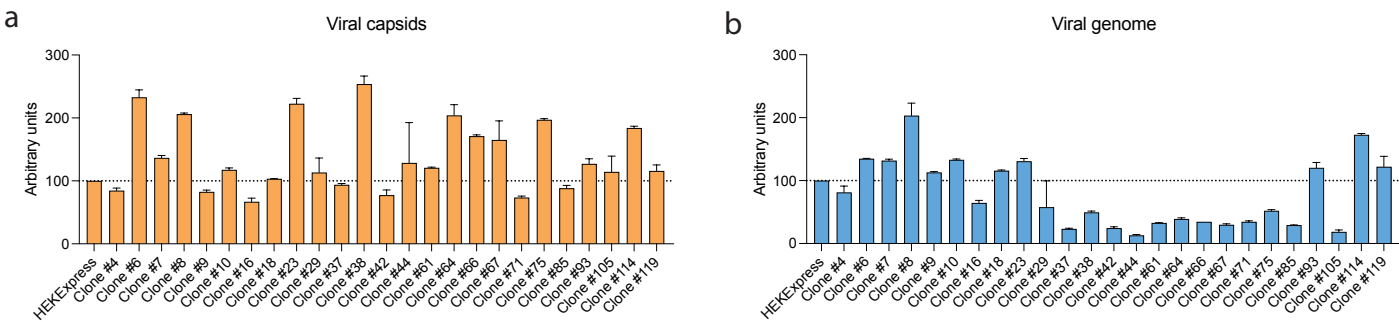 a
Viral capsids
Arbitrary units
300
200
100
0
HEKExpress
Clone #4
Clone #6
Clone #7
Clone #8
Clone #9
Clone #10
Clone #16
Clone #18
Clone #23
Clone #29
Clone #37
Clone #38
Clone #42
Clone #44
Clone #61
Clone #64
Clone #66
Clone #67
Clone #71
Clone #75
Clone #85
Clone #93
Clone #105
Clone #114
Clone #119
b
Viral genome
Arbitrary units
300
200
100
0
HEKExpress
Clone #4
Clone #6
Clone #7
Clone #8
Clone #9
Clone #10
Clone #16
Clone #18
Clone #23
Clone #29
Clone #37
Clone #38
Clone #42
Clone #44
Clone #61
Clone #64
Clone #66
Clone #67
Clone #71
Clone #75
Clone #85
Clone #93
Clone #105
Clone #114
Clone #119